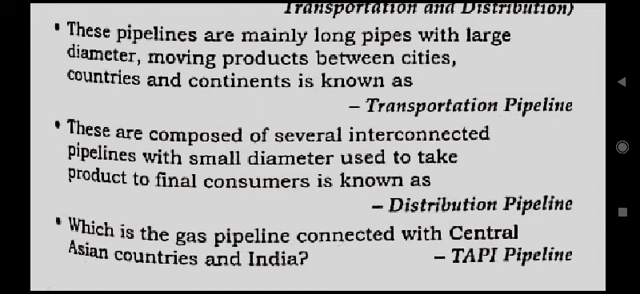 Transportation and Distribution)
• These pipelines are mainly long pipes with large
diameter, moving products between cities,
countries and continents is known as
– Transportation Pipeline
• These are composed of several interconnected
pipelines with small diameter used to take
product to final consumers is known as
– Distribution Pipeline
• Which is the gas pipeline connected with Central
Asian countries and India? – TAPI Pipeline